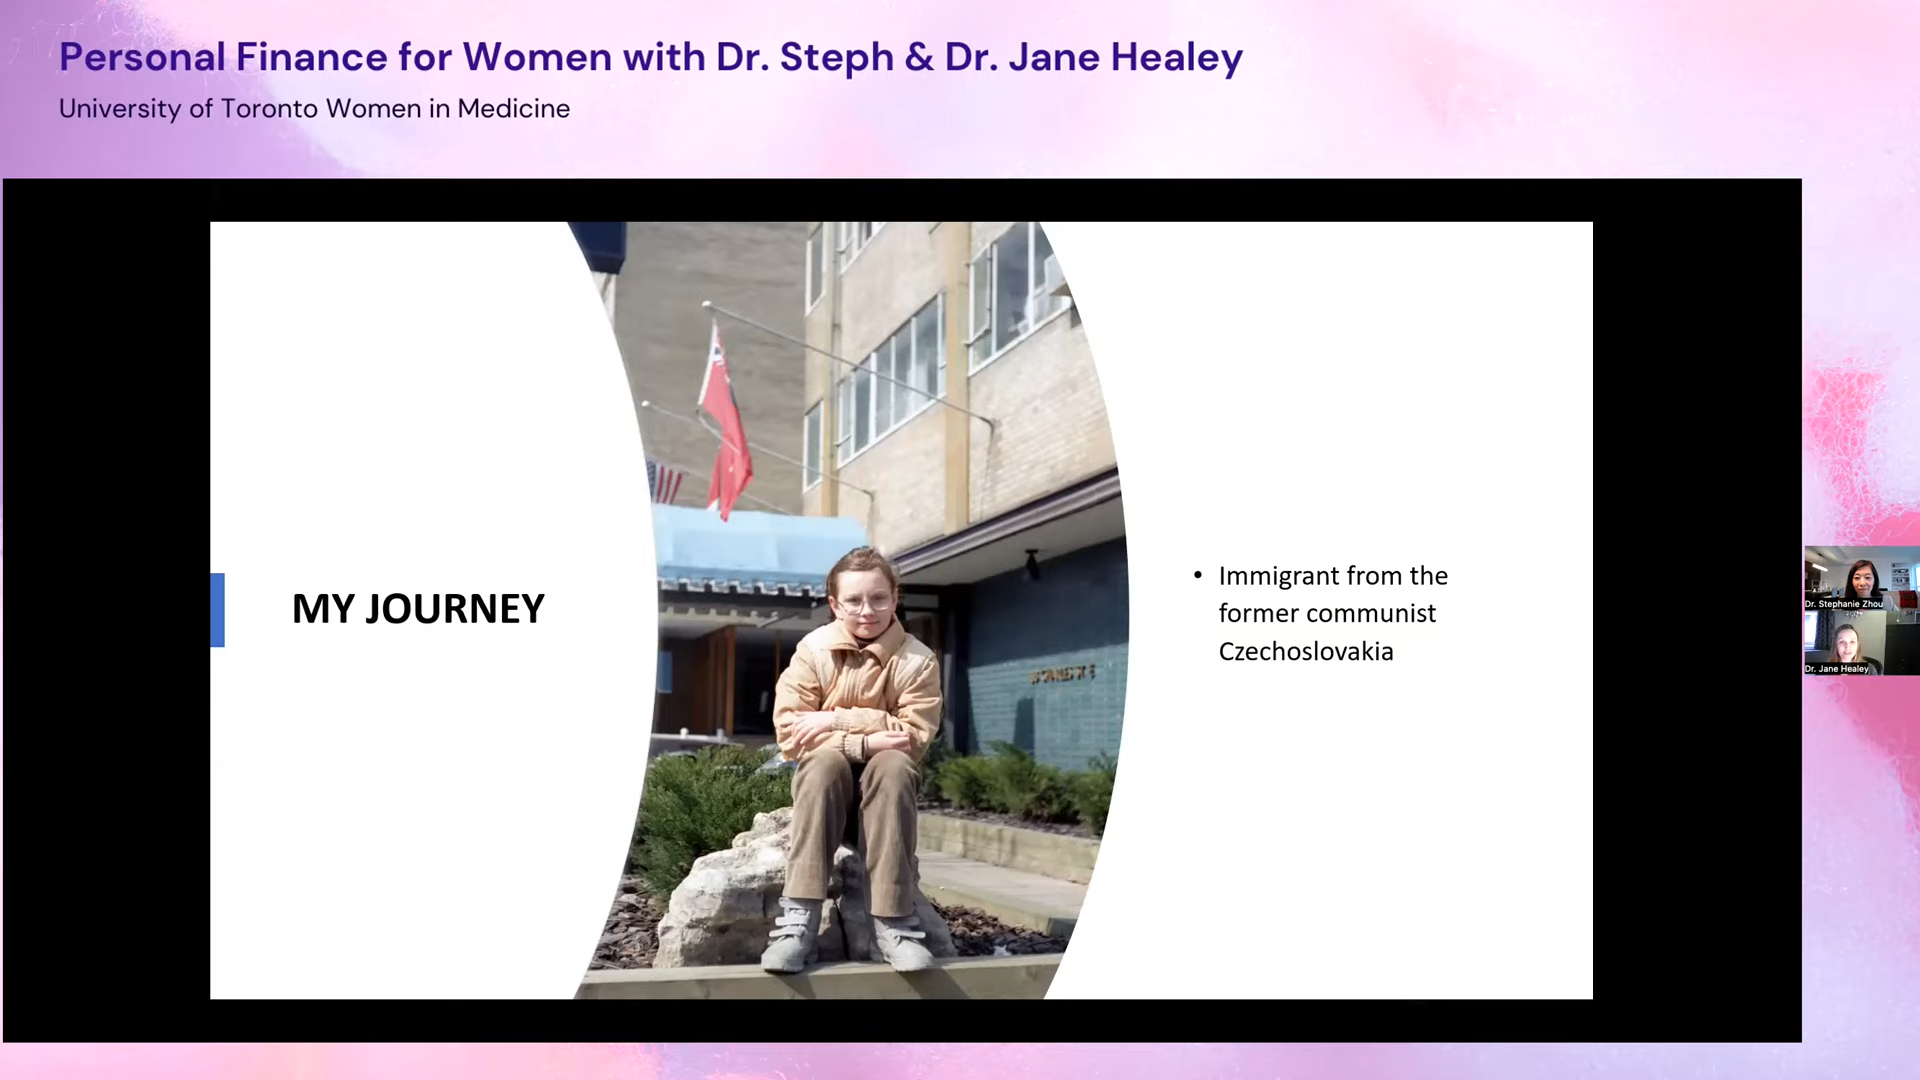 Personal Finance for Women with Dr. Steph & Dr. Jane Healey
University of Toronto Women in Medicine
MY JOURNEY
• Immigrant from the
former communist
Czechoslovakia
Dr. Stephanie Zhou
Dr. Jane Healey